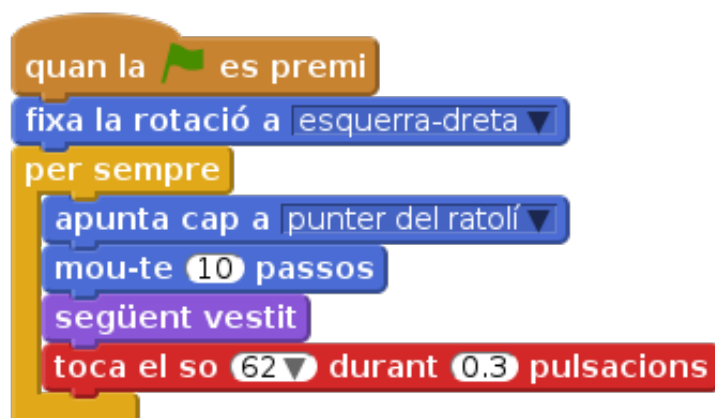 quan la es premi
fixa la rotació a esquerra-dreta
per sempre
apunta cap a punter del ratolí
mou-te 10 passos
següent vestit
toca el so 62 durant 0.3 pulsacions